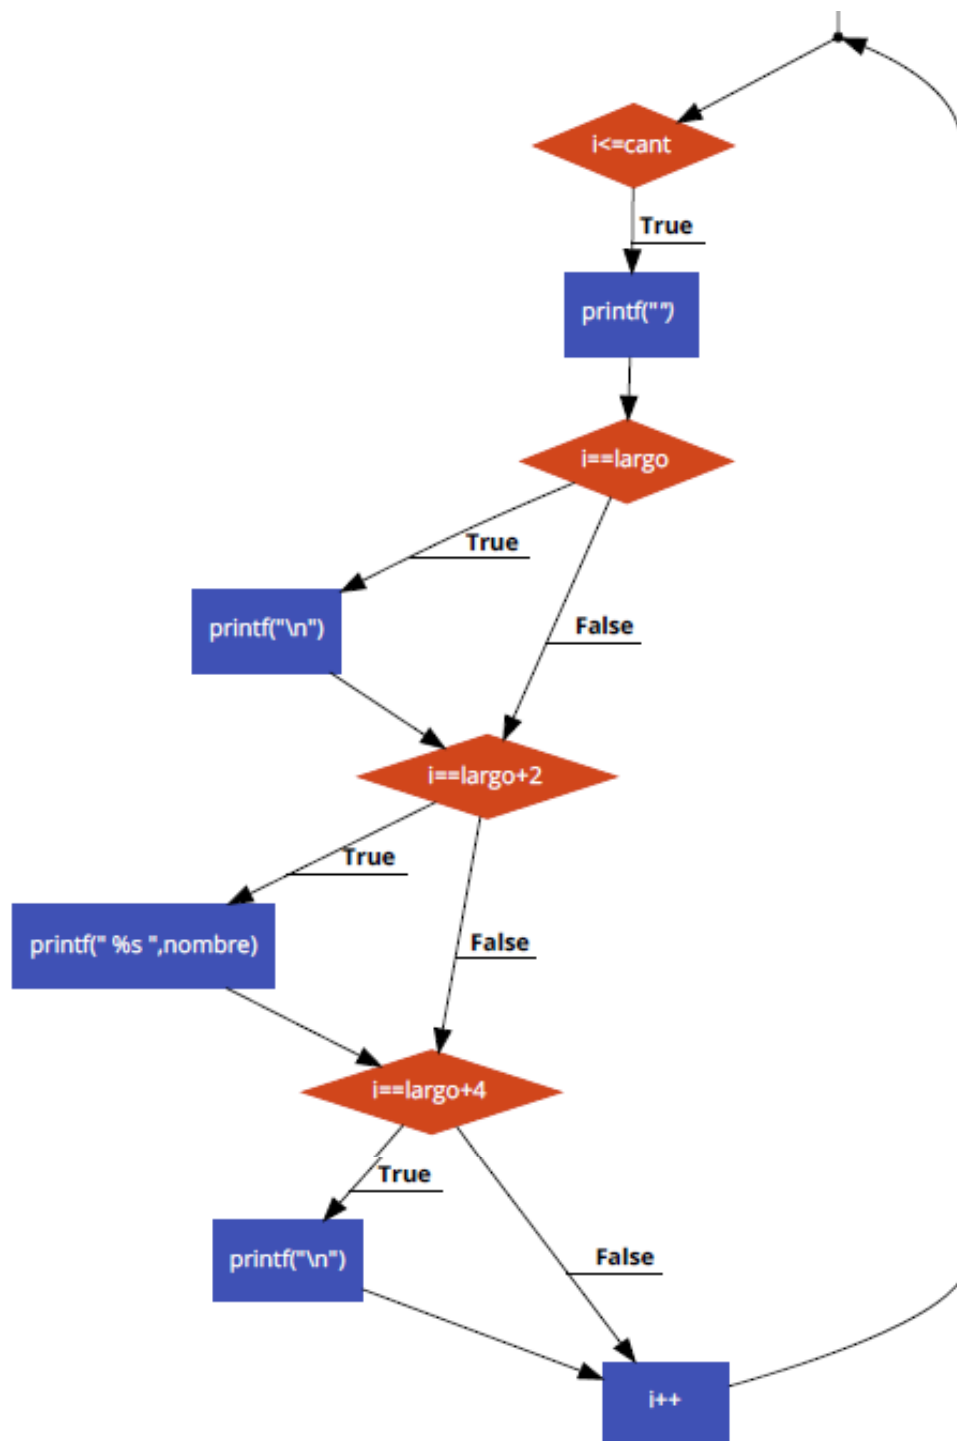 i<=cant
True
printf("")
i==largo
True
False
printf("\n")
i==largo+2
True
False
printf(" %s ",nombre)
i==largo+4
True
False
printf("\n")
i++